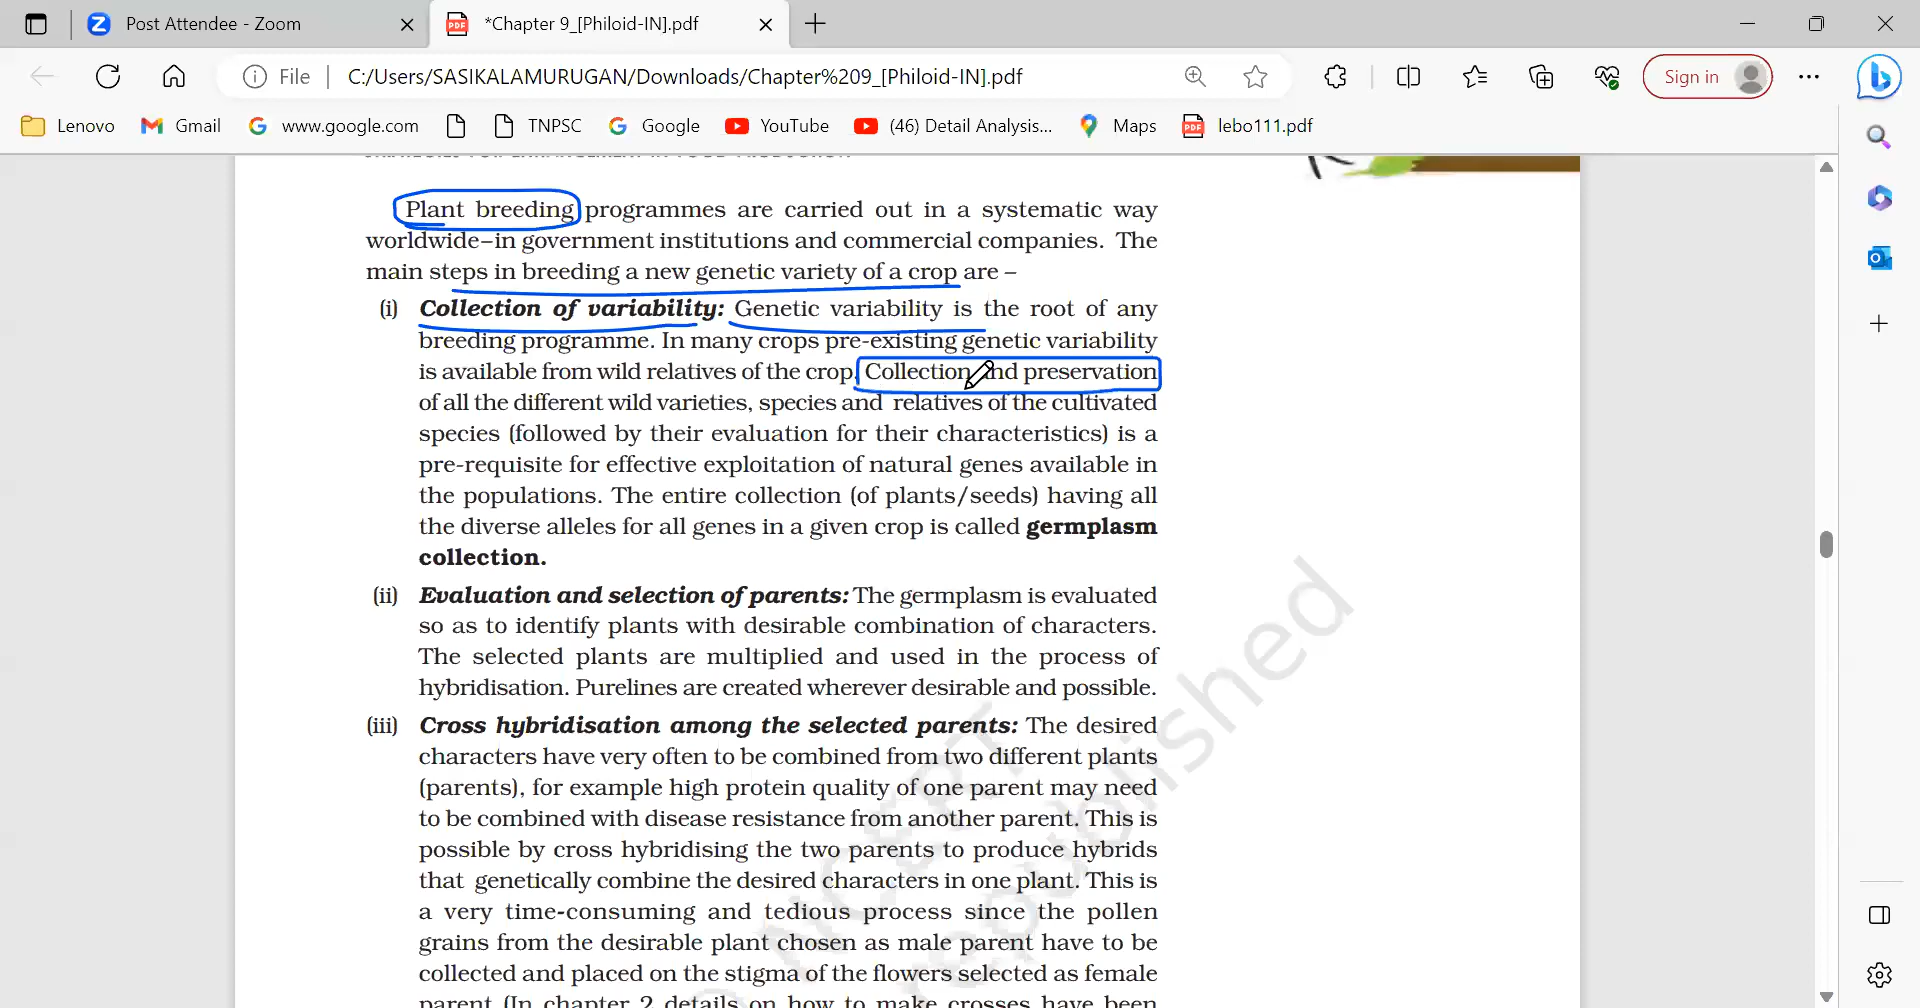 Post Attendee - Zoom
*Chapter 9_[Philoid-IN].pdf
File
C:/Users/SASIKALAMURUGAN/Downloads/Chapter%209_[Philoid-IN].pdf
Sign in
Lenovo
Gmail
www.google.com
TNPSC
Google
YouTube
(46) Detail Analysis...
Maps
lebo111.pdf
Plant breeding programmes are carried out in a systematic way
worldwide–in government institutions and commercial companies. The
main steps in breeding a new genetic variety of a crop are –
(i) Collection of variability: Genetic variability is the root of any
breeding programme. In many crops pre-existing genetic variability
is available from wild relatives of the crop. Collection and preservation
of all the different wild varieties, species and relatives of the cultivated
species (followed by their evaluation for their characteristics) is a
pre-requisite for effective exploitation of natural genes available in
the populations. The entire collection (of plants/seeds) having all
the diverse alleles for all genes in a given crop is called germplasm
collection.
(ii) Evaluation and selection of parents: The germplasm is evaluated
so as to identify plants with desirable combination of characters.
The selected plants are multiplied and used in the process of
hybridisation. Purelines are created wherever desirable and possible.
(iii) Cross hybridisation among the selected parents: The desired
characters have very often to be combined from two different plants
(parents), for example high protein quality of one parent may need
to be combined with disease resistance from another parent. This is
possible by cross hybridising the two parents to produce hybrids
that genetically combine the desired characters in one plant. This is
a very time-consuming and tedious process since the pollen
grains from the desirable plant chosen as male parent have to be
collected and placed on the stigma of the flowers selected as female
parent (In chapter 2 details on how to make crosses have been
NCERT
republished